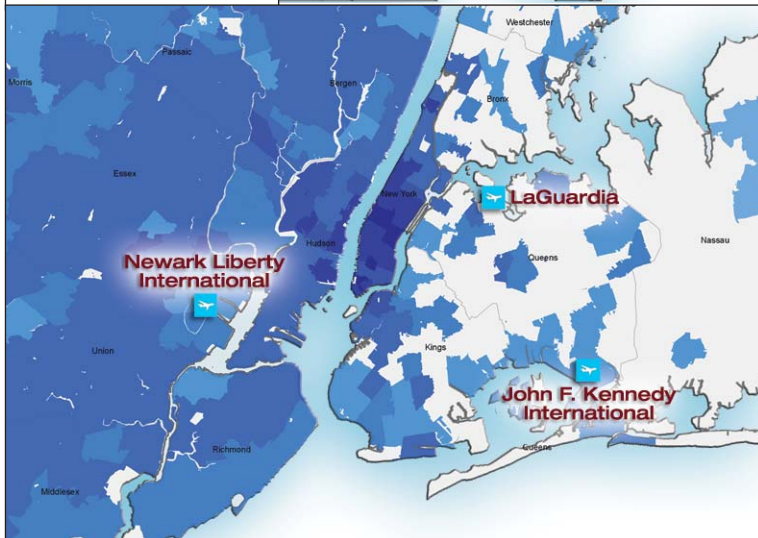 Westchester
Passaic
Morris
Bergen
Bronx
Essex
New York
LaGuardia
Hudson
Nassau
Newark Liberty
International
Queens
Union
Kings
John F. Kennedy
International
Queens
Richmond
Middlesex